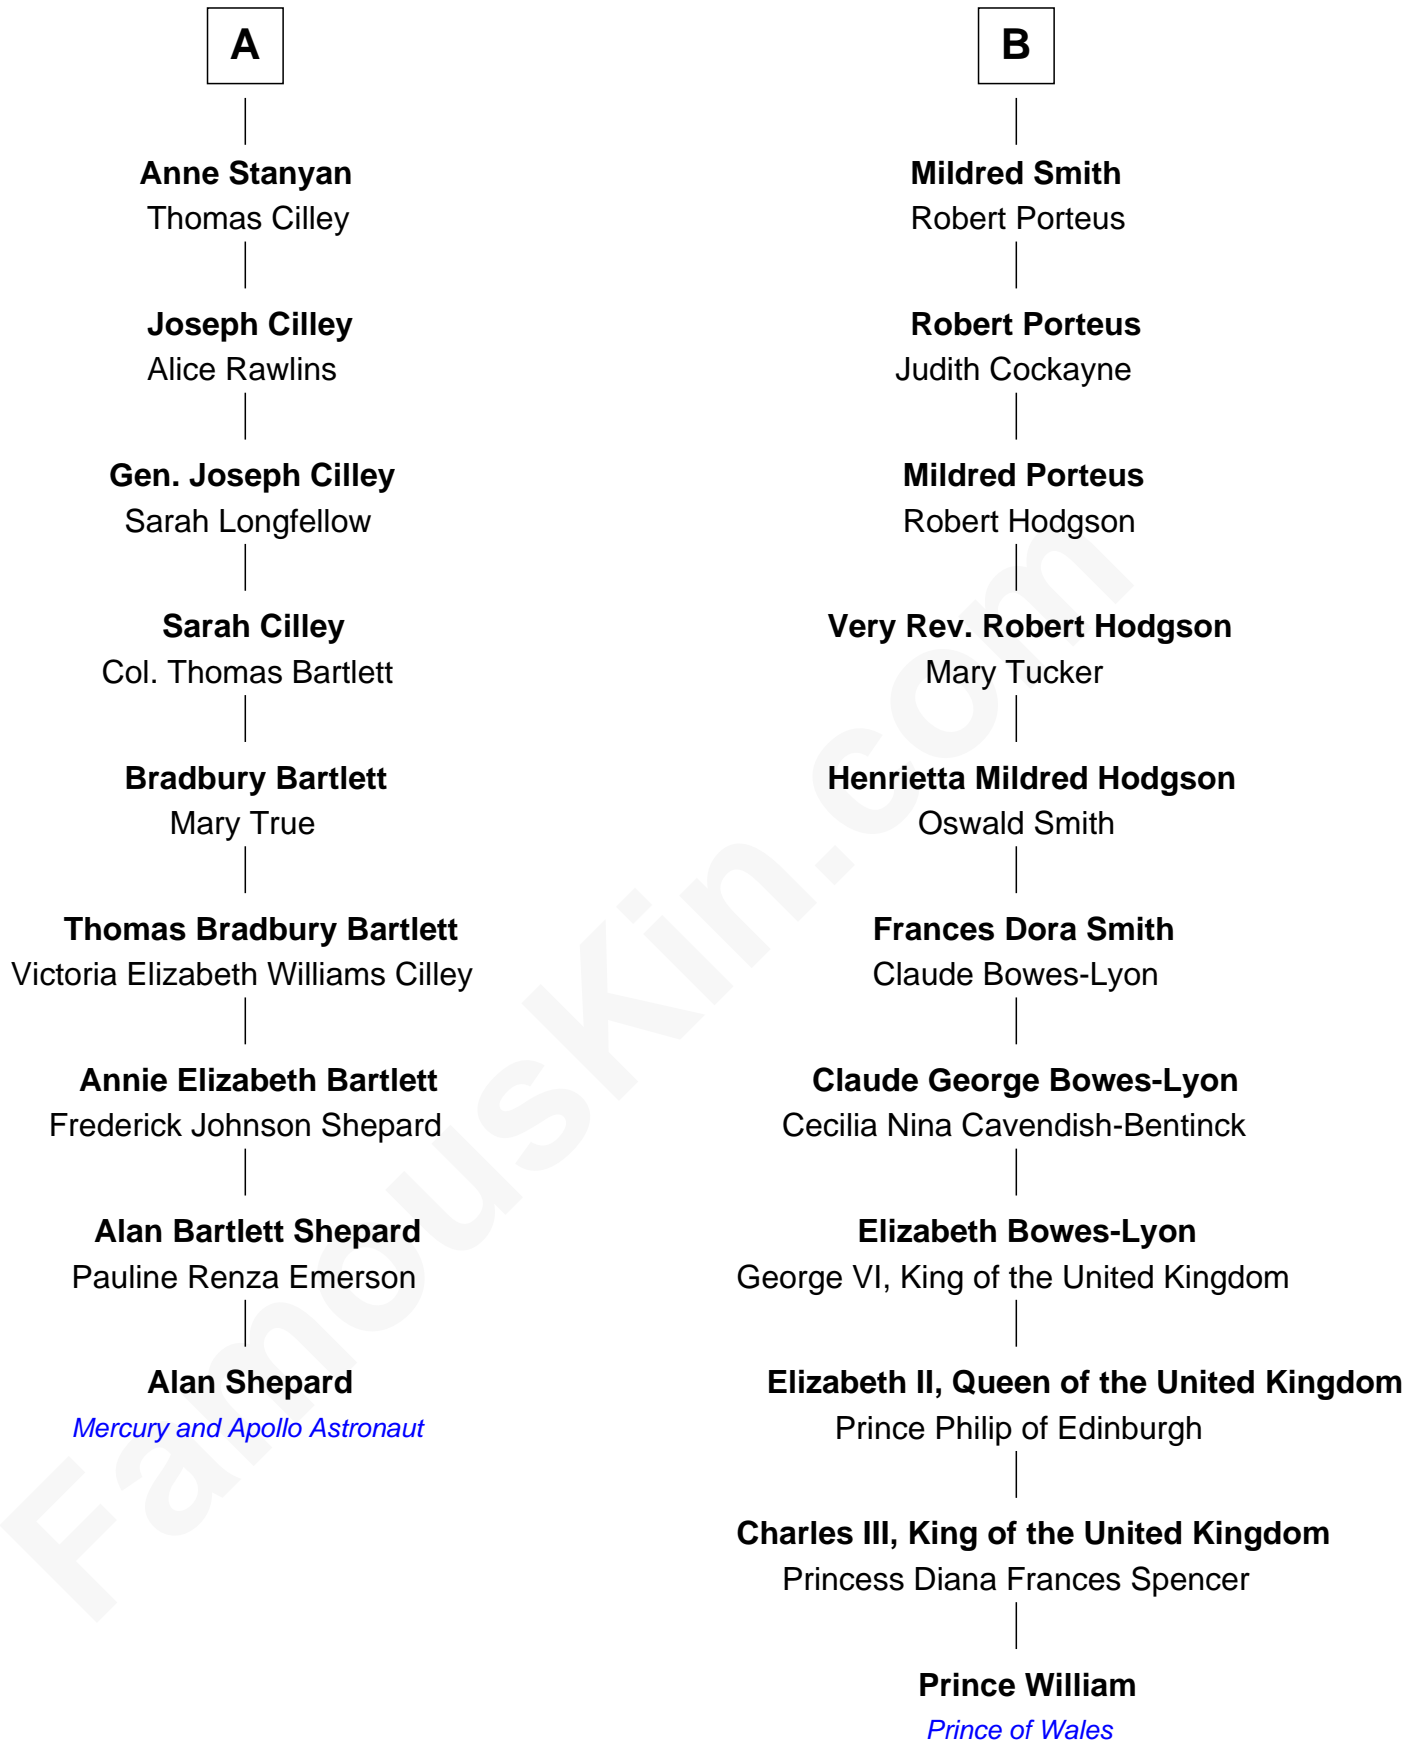 A
Anne Stanyan
Thomas Cilley
Joseph Cilley
Alice Rawlins
Gen. Joseph Cilley
Sarah Longfellow
Sarah Cilley
Col. Thomas Bartlett
Bradbury Bartlett
Mary True
Thomas Bradbury Bartlett
Victoria Elizabeth Williams Cilley
Annie Elizabeth Bartlett
Frederick Johnson Shepard
Alan Bartlett Shepard
Pauline Renza Emerson
Alan Shepard
Mercury and Apollo Astronaut
B
Mildred Smith
Robert Porteus
Robert Porteus
Judith Cockayne
Mildred Porteus
Robert Hodgson
Very Rev. Robert Hodgson
Mary Tucker
Henrietta Mildred Hodgson
Oswald Smith
Frances Dora Smith
Claude Bowes-Lyon
Claude George Bowes-Lyon
Cecilia Nina Cavendish-Bentinck
Elizabeth Bowes-Lyon
George VI, King of the United Kingdom
Elizabeth II, Queen of the United Kingdom
Prince Philip of Edinburgh
Charles III, King of the United Kingdom
Princess Diana Frances Spencer
Prince William
Prince of Wales
FamousKin.com